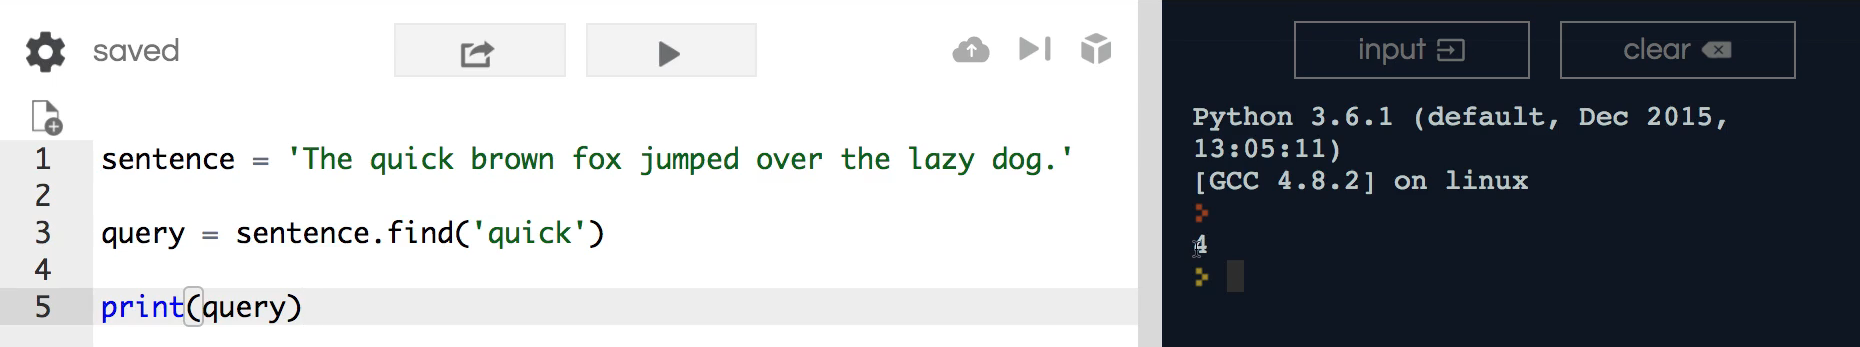 saved
1 sentence = 'The quick brown fox jumped over the lazy dog.'
2
3 query = sentence.find('quick')
4
5 print(query)
input
clear
Python 3.6.1 (default, Dec 2015,
13:05:11)
[GCC 4.8.2] on linux
>
4
>